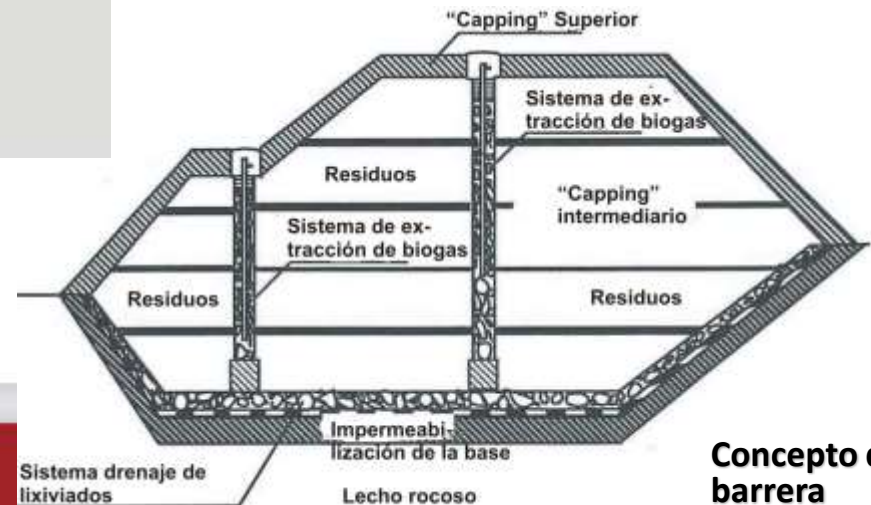 “Capping” Superior
Sistema de ex-
tracción de biogas
Residuos
“Capping”
intermediario
Sistema de ex-
tracción de biogas
Residuos
Residuos
Impermeabi-
lización de la base
Sistema drenaje de
lixiviados
Lecho rocoso
Concepto
barrera